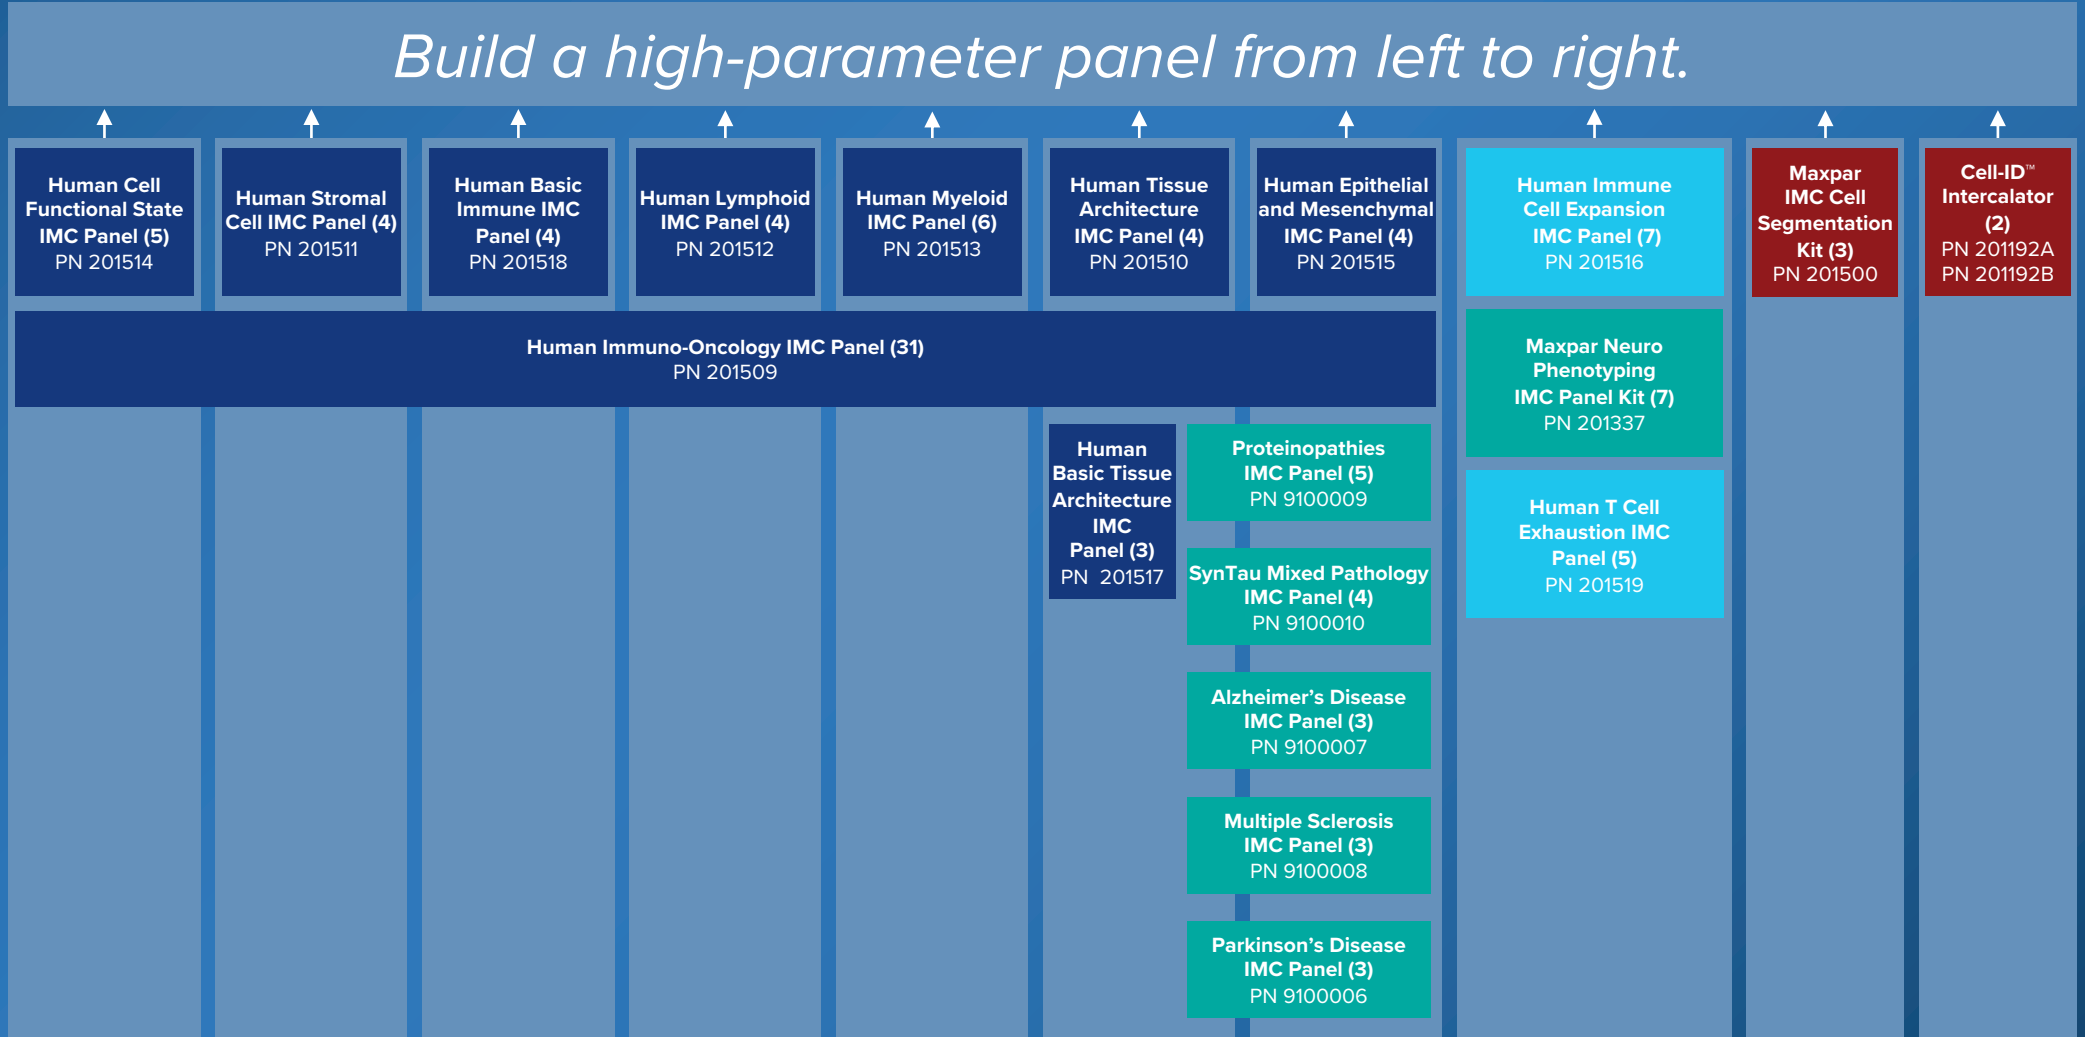 Build a high-parameter panel from left to right.
Human Cell
Functional State
IMC Panel (5)
PN 201514
Human Stromal
Cell IMC Panel (4)
PN 201511
Human Basic
Immune IMC
Panel (4)
PN 201518
Human Lymphoid
IMC Panel (4)
PN 201512
Human Myeloid
IMC Panel (6)
PN 201513
Human Tissue
Architecture
IMC Panel (4)
PN 201510
Human Epithelial
and Mesenchymal
IMC Panel (4)
PN 201515
Human Immune
Cell Expansion
IMC Panel (7)
PN 201516
Maxpar
IMC Cell
Segmentation
Kit (3)
PN 201500
Cell-ID™
Intercalator
(2)
PN 201192A
PN 201192B
Human Immuno-Oncology IMC Panel (31)
PN 201509
Maxpar Neuro
Phenotyping
IMC Panel Kit (7)
PN 201337
Human
Basic Tissue
Architecture
IMC
Panel (3)
PN 201517
Proteinopathies
IMC Panel (5)
PN 9100009
Human T Cell
Exhaustion IMC
Panel (5)
PN 201519
SynTau Mixed Pathology
IMC Panel (4)
PN 9100010
Alzheimer’s Disease
IMC Panel (3)
PN 9100007
Multiple Sclerosis
IMC Panel (3)
PN 9100008
Parkinson’s Disease
IMC Panel (3)
PN 9100006